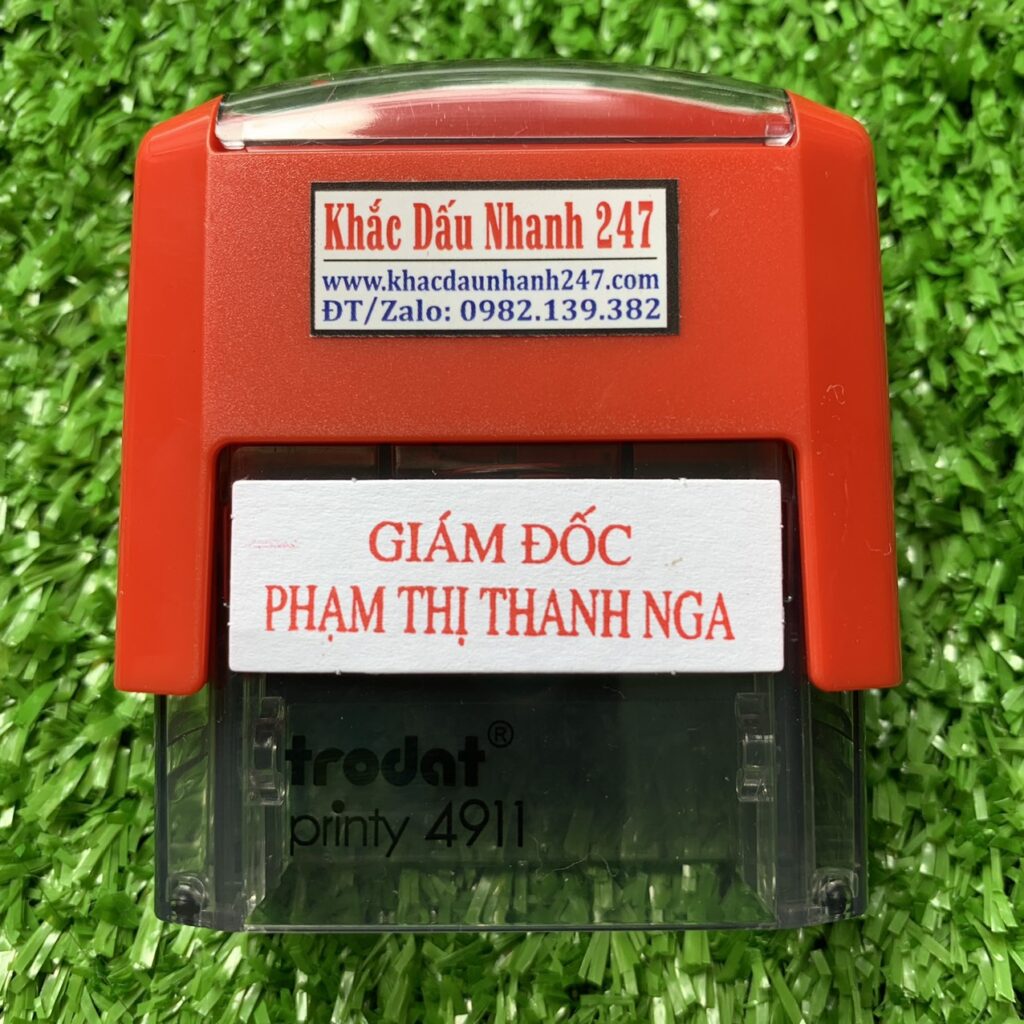 Khắc Dấu Nhanh 247
www.khacdaunhanh247.com
ĐT/Zalo: 0982.139.382
GIÁM ĐỐC
PHẠM THỊ THANH NGA
trodat®
printy 4911